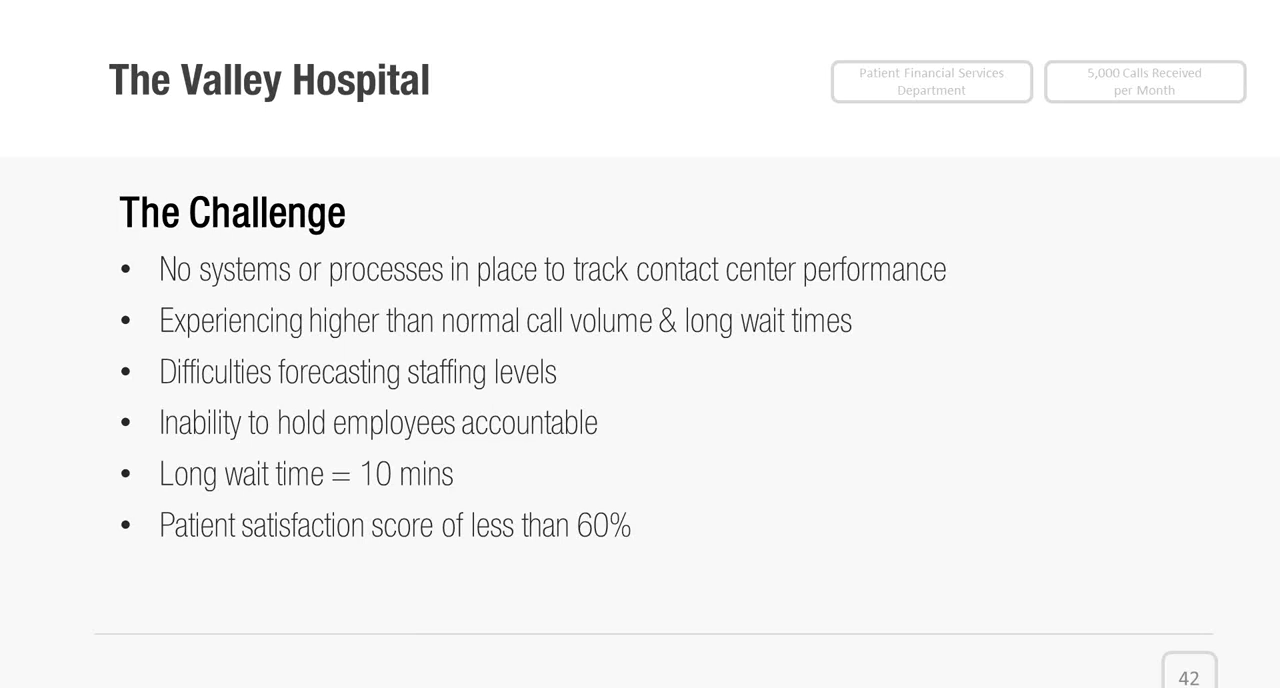 The Valley Hospital
Patient Financial Services
Department
5,000 Calls Received
per Month
The Challenge
• No systems or processes in place to track contact center performance
• Experiencing higher than normal call volume & long wait times
• Difficulties forecasting staffing levels
• Inability to hold employees accountable
• Long wait time = 10 mins
• Patient satisfaction score of less than 60%
42